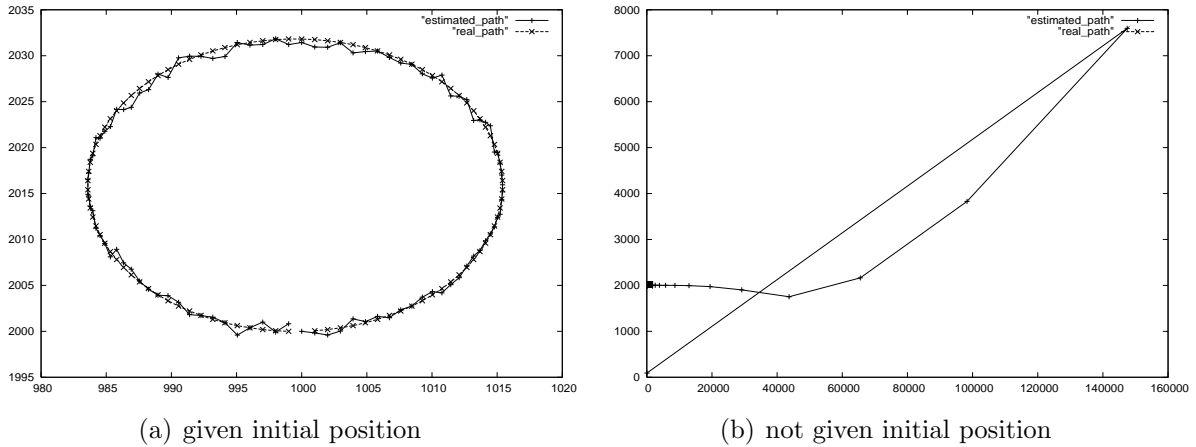 2035
2030
2025
2020
2015
2010
2005
2000
1995
980 985 990 995 1000 1005 1010 1015 1020
"estimated_path"
"real_path"
(a) given initial position
8000
7000
6000
5000
4000
3000
2000
1000
0
0 20000 40000 60000 80000 100000 120000 140000 160000
"estimated_path"
"real_path"
(b) not given initial position